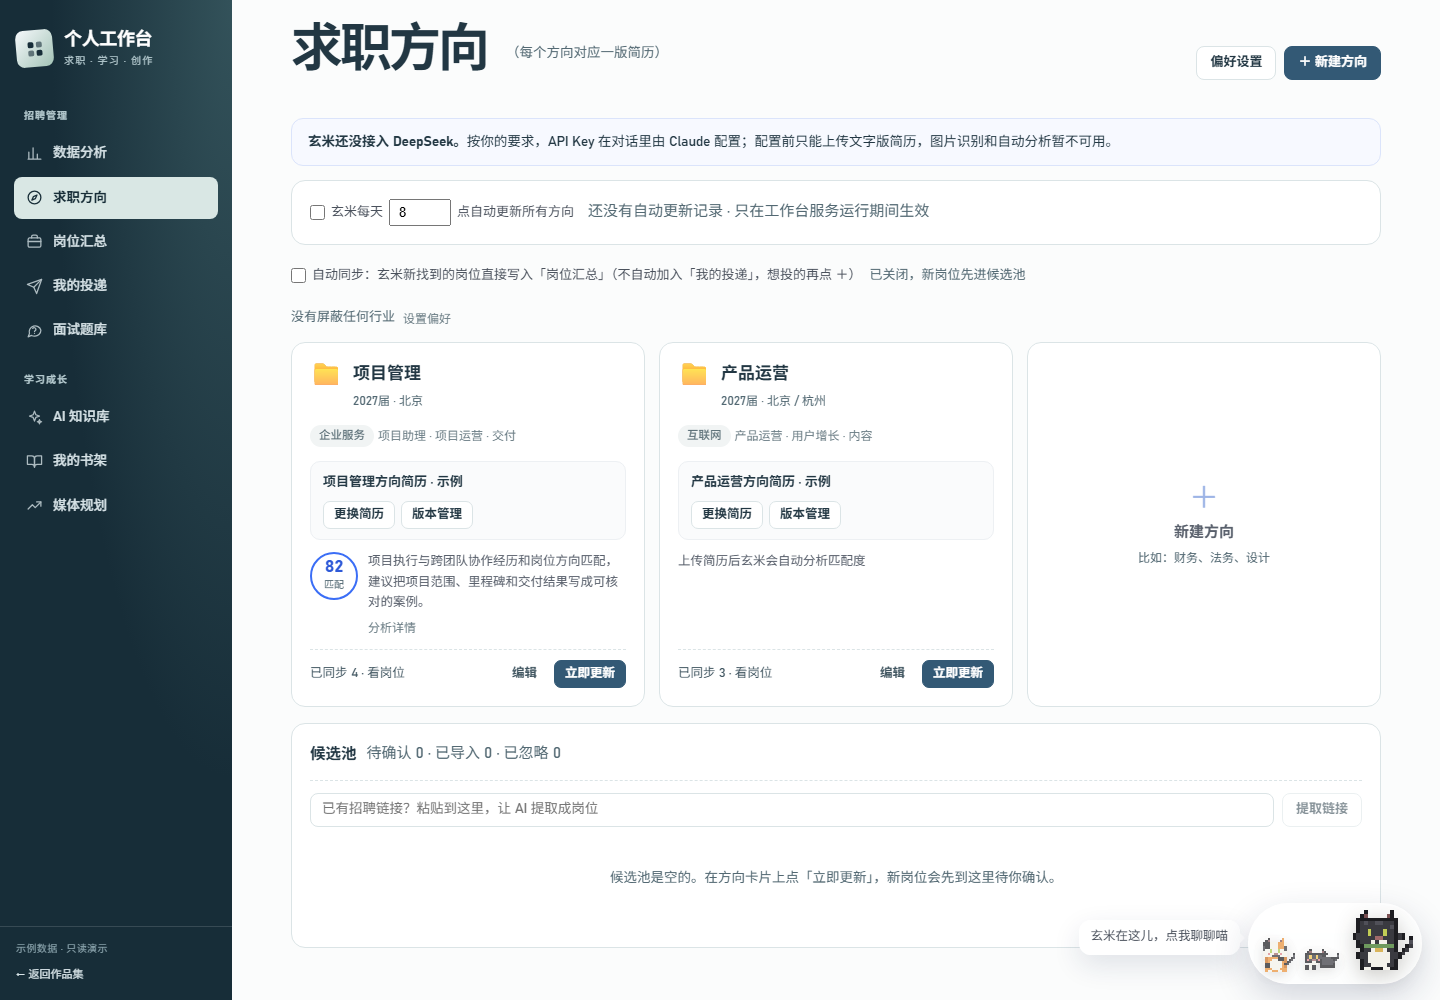 个人工作台
求职 · 学习 · 创作
招聘管理
数据分析
求职方向
岗位汇总
我的投递
面试题库
学习成长
AI 知识库
我的书架
媒体规划
示例数据 · 只读演示
← 返回作品集
求职方向 （每个方向对应一版简历）
偏好设置
＋ 新建方向
玄米还没接入 DeepSeek。按你的要求，API Key 在对话里由 Claude 配置；配置前只能上传文字版简历，图片识别和自动分析暂不可用。
玄米每天 8 点自动更新所有方向 还没有自动更新记录 · 只在工作台服务运行期间生效
自动同步：玄米新找到的岗位直接写入「岗位汇总」（不自动加入「我的投递」，想投的再点 ＋） 已关闭，新岗位先进候选池
没有屏蔽任何行业 设置偏好
项目管理
2027届 · 北京
企业服务 项目助理 · 项目运营 · 交付
项目管理方向简历 · 示例
更换简历 版本管理
82
匹配
项目执行与跨团队协作经历和岗位方向匹配，
建议把项目范围、里程碑和交付结果写成可核
对的案例。
分析详情
已同步 4 · 看岗位 编辑 立即更新
产品运营
2027届 · 北京 / 杭州
互联网 产品运营 · 用户增长 · 内容
产品运营方向简历 · 示例
更换简历 版本管理
上传简历后玄米会自动分析匹配度
已同步 3 · 看岗位 编辑 立即更新
新建方向
比如：财务、法务、设计
候选池 待确认 0 · 已导入 0 · 已忽略 0
已有招聘链接？粘贴到这里，让 AI 提取成岗位 提取链接
候选池是空的。在方向卡片上点「立即更新」，新岗位会先到这里待你确认。
玄米在这儿，点我聊聊喵